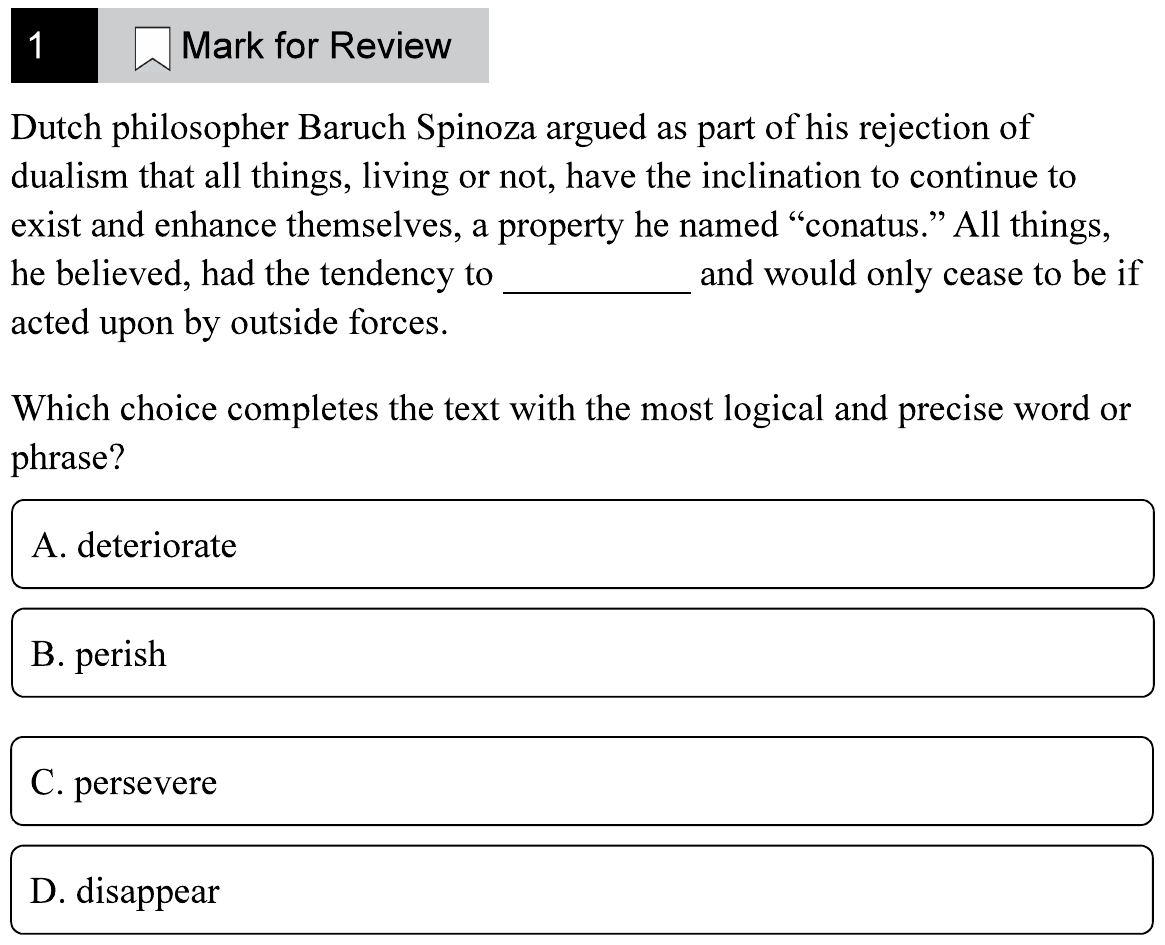 1 Mark for Review
Dutch philosopher Baruch Spinoza argued as part of his rejection of
dualism that all things, living or not, have the inclination to continue to
exist and enhance themselves, a property he named “conatus.” All things,
he believed, had the tendency to __________ and would only cease to be if
acted upon by outside forces.
Which choice completes the text with the most logical and precise word or
phrase?
A. deteriorate
B. perish
C. persevere
D. disappear